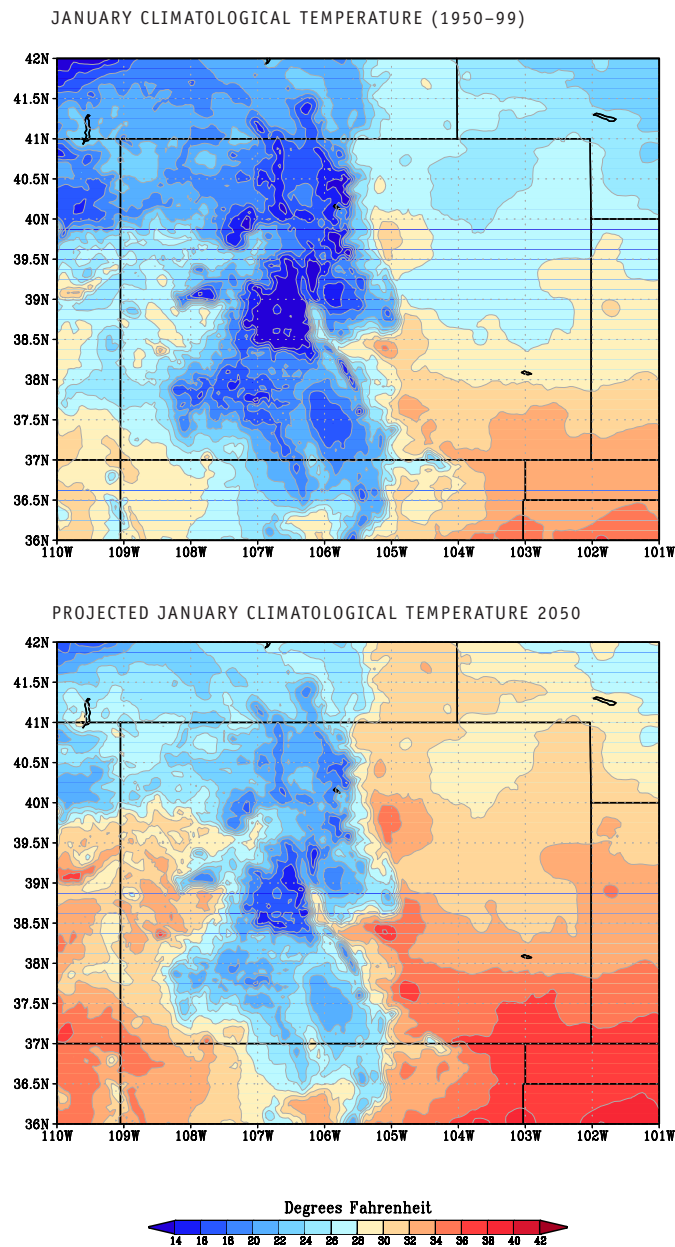 JANUARY CLIMATOLOGICAL TEMPERATURE (1950–99)
42N
41.5N
41N
40.5N
40N
39.5N
39N
38.5N
38N
37.5N
37N
36.5N
36N
110W 109W 108W 107W 106W 105W 104W 103W 102W 101W
PROJECTED JANUARY CLIMATOLOGICAL TEMPERATURE 2050
42N
41.5N
41N
40.5N
40N
39.5N
39N
38.5N
38N
37.5N
37N
36.5N
36N
110W 109W 108W 107W 106W 105W 104W 103W 102W 101W
Degrees Fahrenheit
14 16 18 20 22 24 26 28 30 32 34 36 38 40 42